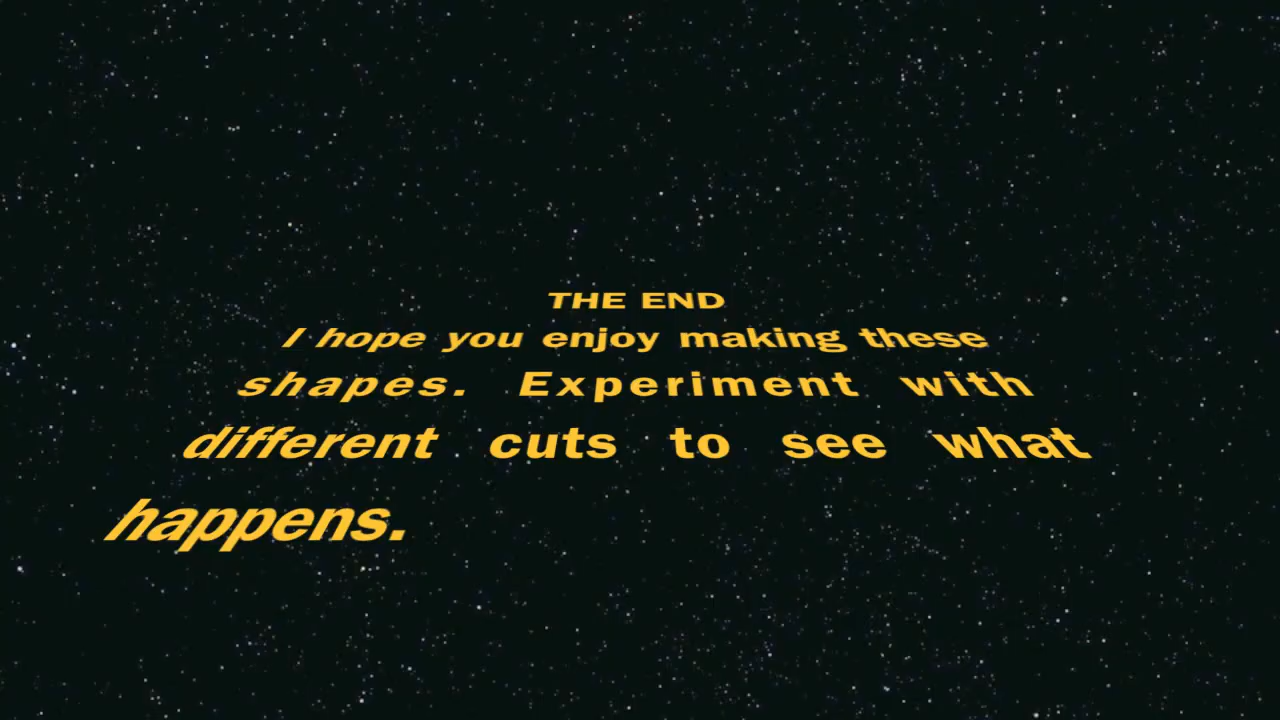 THE END
I hope you enjoy making these
shapes. Experiment with
different cuts to see what
happens.